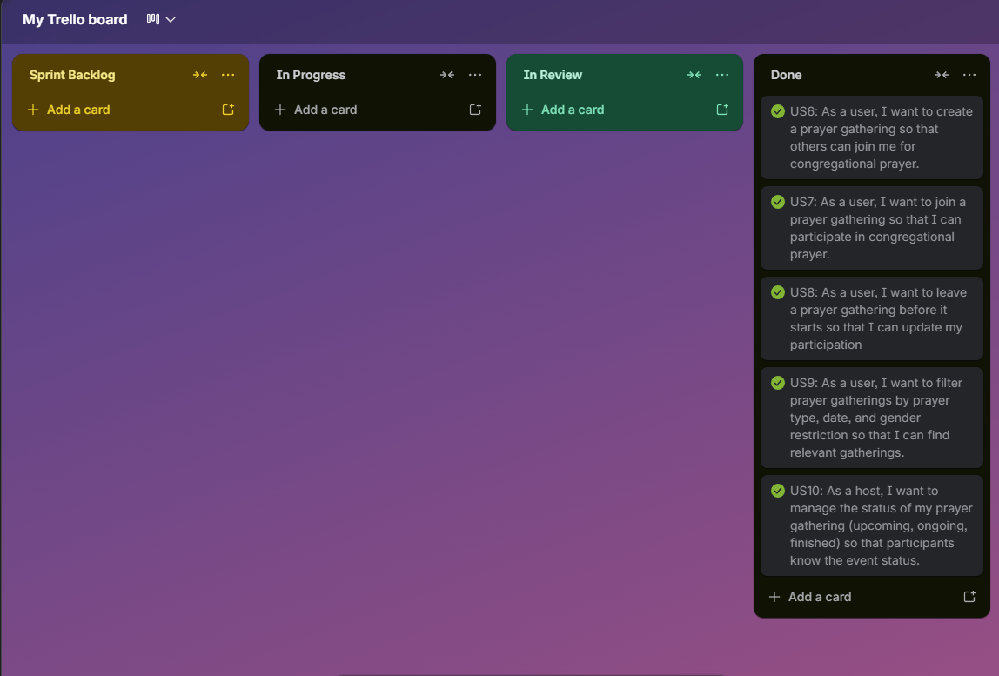 My Trello board
Sprint Backlog
Add a card
In Progress
Add a card
In Review
Add a card
Done
US6: As a user, I want to create
a prayer gathering so that
others can join me for
congregational prayer.
US7: As a user, I want to join a
prayer gathering so that I can
participate in congregational
prayer.
US8: As a user, I want to leave
a prayer gathering before it
starts so that I can update my
participation
US9: As a user, I want to filter
prayer gatherings by prayer
type, date, and gender
restriction so that I can find
relevant gatherings.
US10: As a host, I want to
manage the status of my prayer
gathering (upcoming, ongoing,
finished) so that participants
know the event status.
Add a card